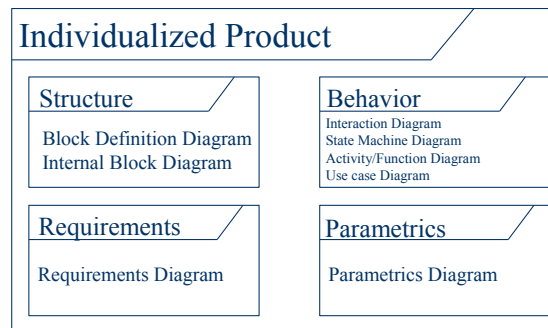 Individualized Product
Structure
Block Definition Diagram
Internal Block Diagram
Behavior
Interaction Diagram
State Machine Diagram
Activity/Function Diagram
Use case Diagram
Requirements
Requirements Diagram
Parametrics
Parametrics Diagram